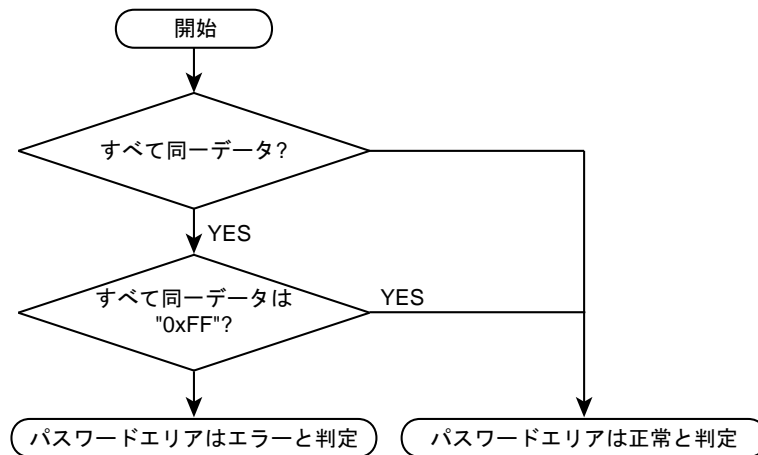 開始
すべて同一データ?
YES
すべて同一データは
"0xFF"?
YES
パスワードエリアはエラーと判定
パスワードエリアは正常と判定